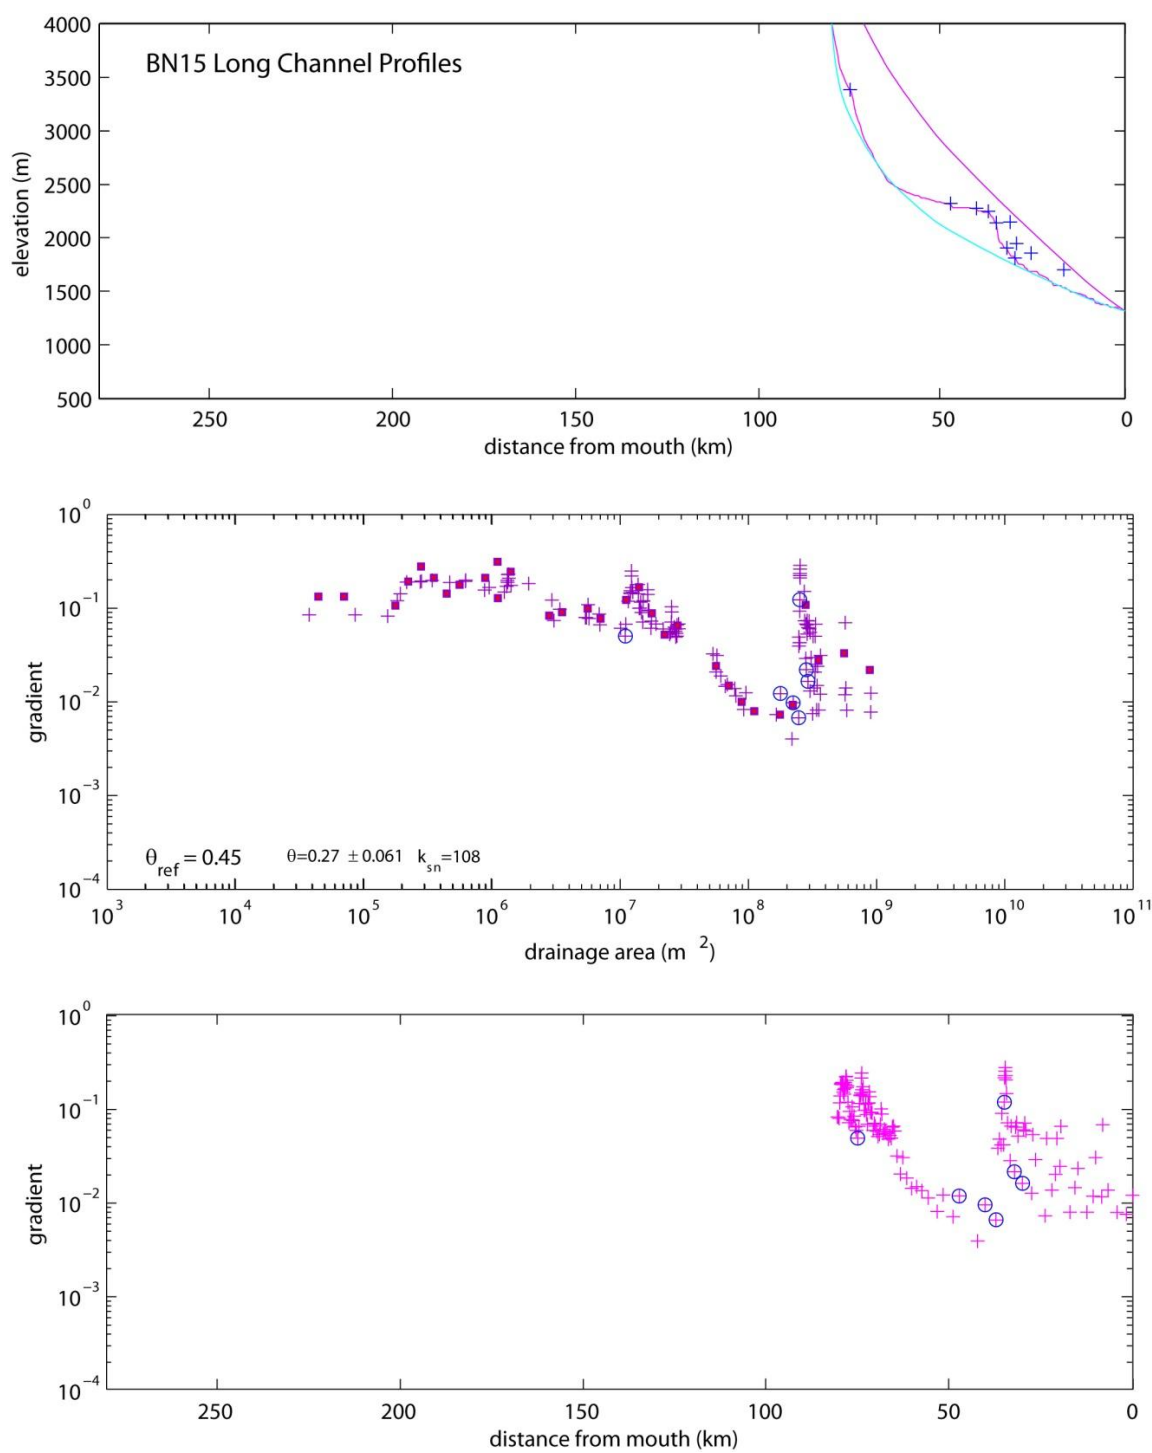 4000
BN15 Long Channel Profiles
3500
3000
2500
2000
1500
1000
500
elevation (m)
250 200 150 100 50 0
distance from mouth (km)
10^0
10^−1
10^−2
10^−3
10^−4
gradient
θref = 0.45 θ=0.27 ±0.061 ksn=108
10^3 10^4 10^5 10^6 10^7 10^8 10^9 10^10 10^11
drainage area (m ^2)
10^0
10^−1
10^−2
10^−3
10^−4
gradient
250 200 150 100 50 0
distance from mouth (km)